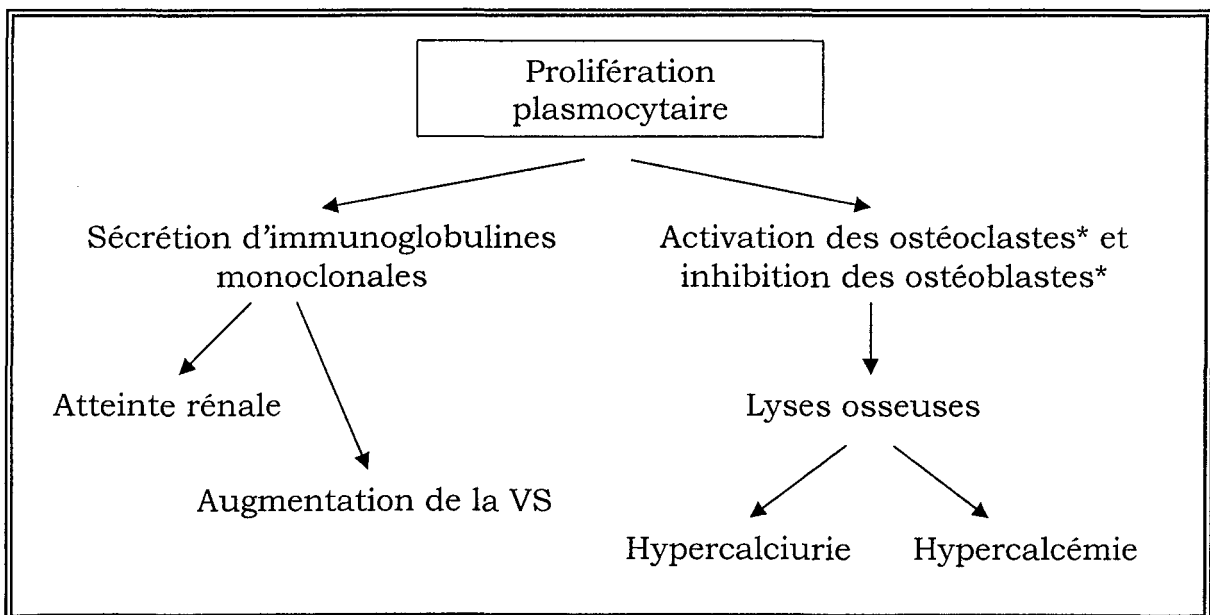 Prolifération
plasmocytaire
Sécrétion d'immunoglobulines
monoclonales
Activation des ostéoclastes* et
inhibition des ostéoblastes*
Atteinte rénale
Lyses osseuses
Augmentation de la VS
Hypercalciurie
Hypercalcémie